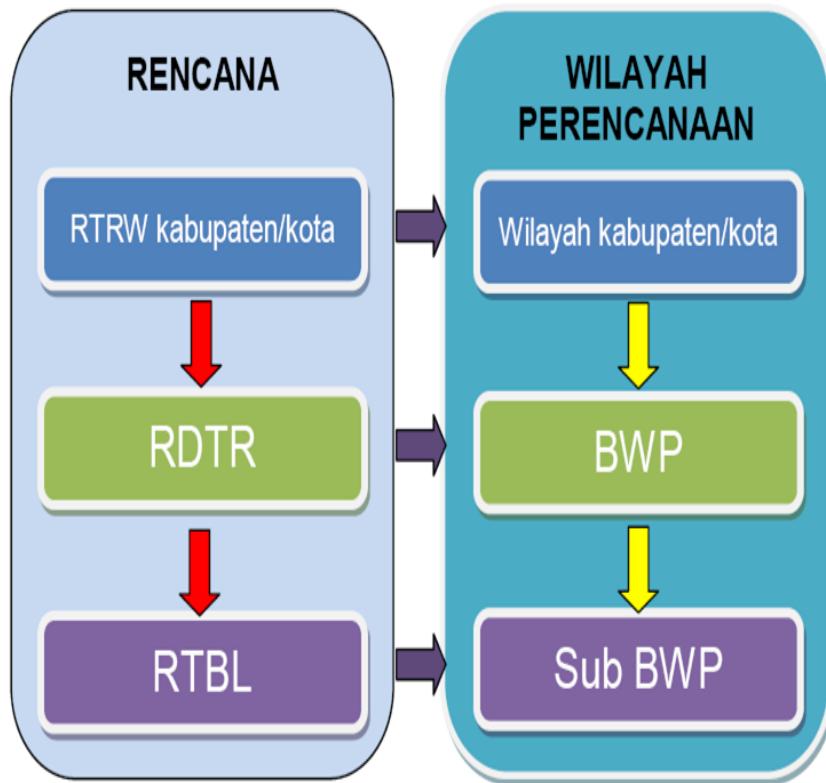 RENCANA
RTRW kabupaten/kota
RDTR
RTBL
WILAYAH
PERENCANAAN
Wilayah kabupaten/kota
BWP
Sub BWP